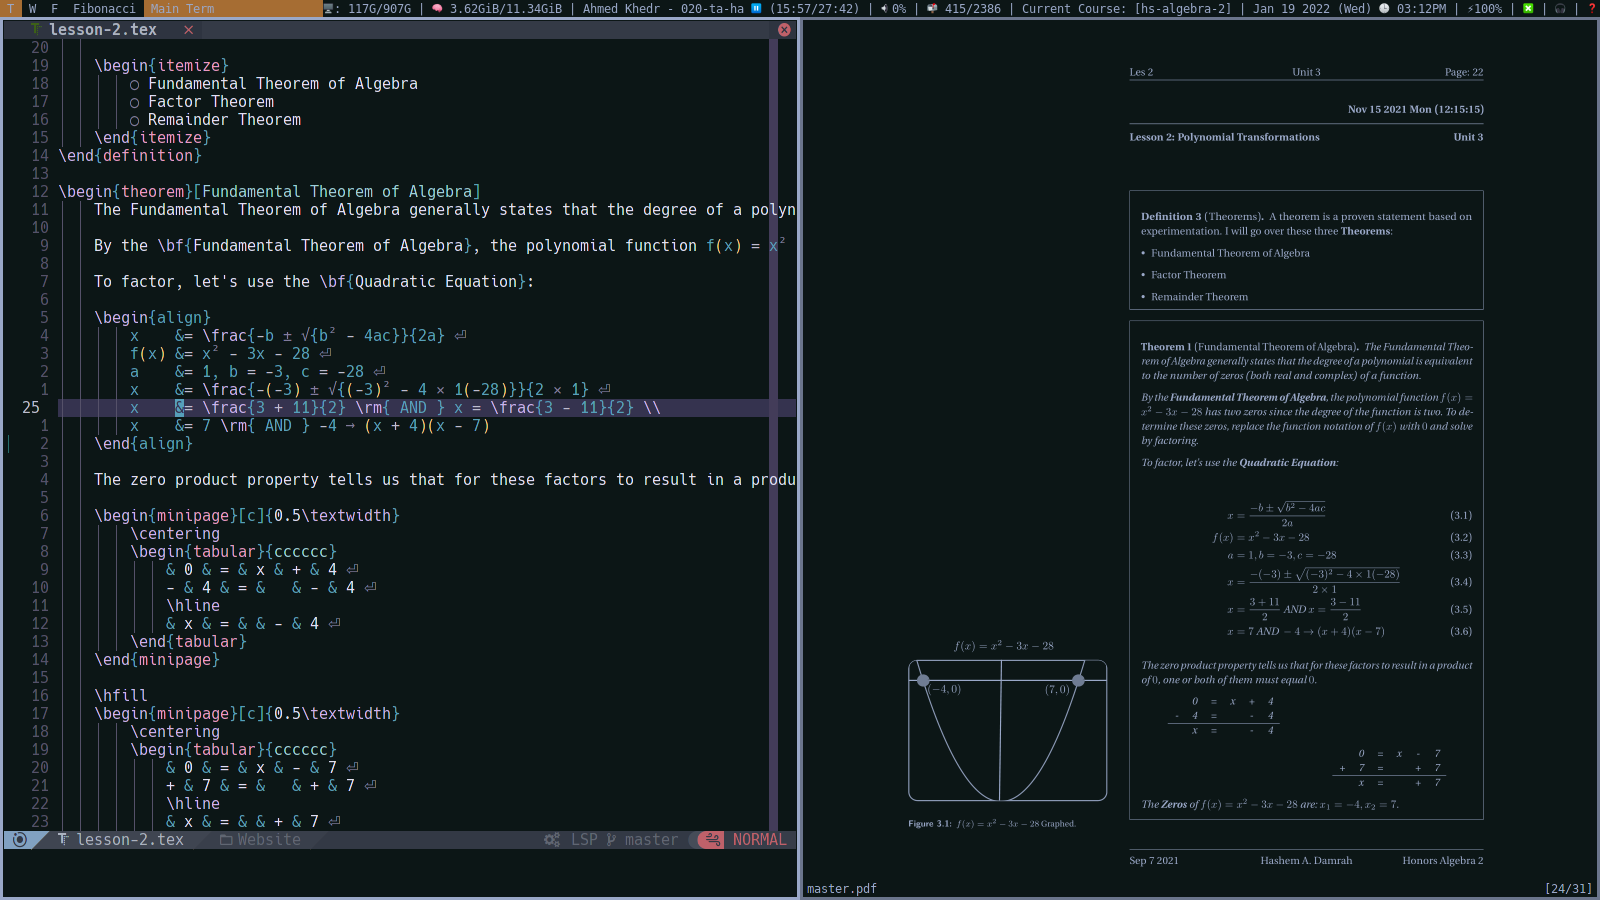 T W F Fibonacci Main Term : 117G/907G | 3.62GiB/11.34GiB | Ahmed Khedr - 020-ta-ha (15:57/27:42) | 0% | 415/2386 | Current Course: [hs-algebra-2] | Jan 19 2022 (Wed) 03:12PM | ⚡100% | | | ?
lesson-2.tex ×
20
19 \begin{itemize}
18 ○ Fundamental Theorem of Algebra
17 ○ Factor Theorem
16 ○ Remainder Theorem
15 \end{itemize}
14 \end{definition}
13
12 \begin{theorem}[Fundamental Theorem of Algebra]
11 The Fundamental Theorem of Algebra generally states that the degree of a polyn
10
9 By the \bf{Fundamental Theorem of Algebra}, the polynomial function f(x) = x²
8
7 To factor, let's use the \bf{Quadratic Equation}:
6
5 \begin{align}
4 x &= \frac{-b ± √{b² - 4ac}}{2a} ⏎
3 f(x) &= x² - 3x - 28 ⏎
2 a &= 1, b = -3, c = -28 ⏎
1 x &= \frac{-(-3) ± √{(-3)² - 4 × 1(-28)}}{2 × 1} ⏎
25 x &= \frac{3 + 11}{2} \rm{ AND } x = \frac{3 - 11}{2} \\
1 x &= 7 \rm{ AND } -4 → (x + 4)(x - 7)
2 \end{align}
3
4 The zero product property tells us that for these factors to result in a produ
5
6 \begin{minipage}[c]{0.5\textwidth}
7 \centering
8 \begin{tabular}{cccccc}
9 & 0 & = & x & + & 4 ⏎
10 - & 4 & = & & - & 4 ⏎
11 \hline
12 & x & = & & - & 4 ⏎
13 \end{tabular}
14 \end{minipage}
15
16 \hfill
17 \begin{minipage}[c]{0.5\textwidth}
18 \centering
19 \begin{tabular}{cccccc}
20 & 0 & = & x & - & 7 ⏎
21 + & 7 & = & & + & 7 ⏎
22 \hline
23 & x & = & & + & 7 ⏎
lesson-2.tex Website LSP master NORMAL
Les 2 Unit 3 Page: 22
Nov 15 2021 Mon (12:15:15)
Lesson 2: Polynomial Transformations Unit 3
Definition 3 (Theorems). A theorem is a proven statement based on
experimentation. I will go over these three Theorems:
• Fundamental Theorem of Algebra
• Factor Theorem
• Remainder Theorem
Theorem 1 (Fundamental Theorem of Algebra). The Fundamental Theo-
rem of Algebra generally states that the degree of a polynomial is equivalent
to the number of zeros (both real and complex) of a function.
By the Fundamental Theorem of Algebra, the polynomial function f(x) =
x² − 3x − 28 has two zeros since the degree of the function is two. To de-
termine these zeros, replace the function notation of f(x) with 0 and solve
by factoring.
To factor, let's use the Quadratic Equation:
x = (−b ± √(b² − 4ac))/(2a) (3.1)
f(x) = x² − 3x − 28 (3.2)
a = 1, b = −3, c = −28 (3.3)
x = (−(−3) ± √((−3)² − 4 × 1(−28)))/(2 × 1) (3.4)
x = (3 + 11)/2 AND x = (3 − 11)/2 (3.5)
x = 7 AND − 4 → (x + 4)(x − 7) (3.6)
The zero product property tells us that for these factors to result in a product
of 0, one or both of them must equal 0.
0 = x + 4
- 4 = - 4
x = - 4
0 = x - 7
+ 7 = + 7
x = + 7
The Zeros of f(x) = x² − 3x − 28 are: x₁ = −4, x₂ = 7.
f(x) = x² − 3x − 28
(−4, 0) (7, 0)
Figure 3.1: f(x) = x² − 3x − 28 Graphed.
Sep 7 2021 Hashem A. Damrah Honors Algebra 2
master.pdf [24/31]